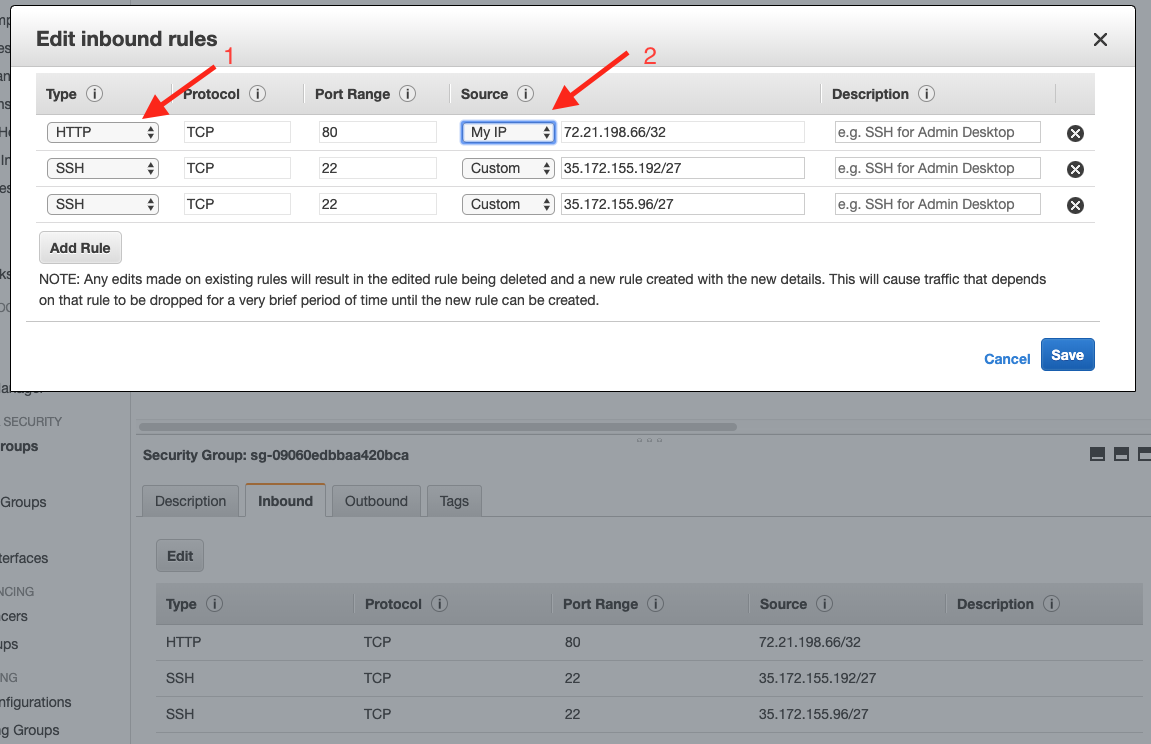 Edit inbound rules
1
2
Type Protocol Port Range Source Description
HTTP TCP 80 My IP 72.21.198.66/32 e.g. SSH for Admin Desktop
SSH TCP 22 Custom 35.172.155.192/27 e.g. SSH for Admin Desktop
SSH TCP 22 Custom 35.172.155.96/27 e.g. SSH for Admin Desktop
Add Rule
NOTE: Any edits made on existing rules will result in the edited rule being deleted and a new rule created with the new details. This will cause traffic that depends
on that rule to be dropped for a very brief period of time until the new rule can be created.
Cancel Save
SECURITY
roups
Groups
terfaces
NCING
cers
ups
NG
nfigurations
ng Groups
Security Group: sg-09060edbbaa420bca
Description Inbound Outbound Tags
Edit
Type Protocol Port Range Source Description
HTTP TCP 80 72.21.198.66/32
SSH TCP 22 35.172.155.192/27
SSH TCP 22 35.172.155.96/27